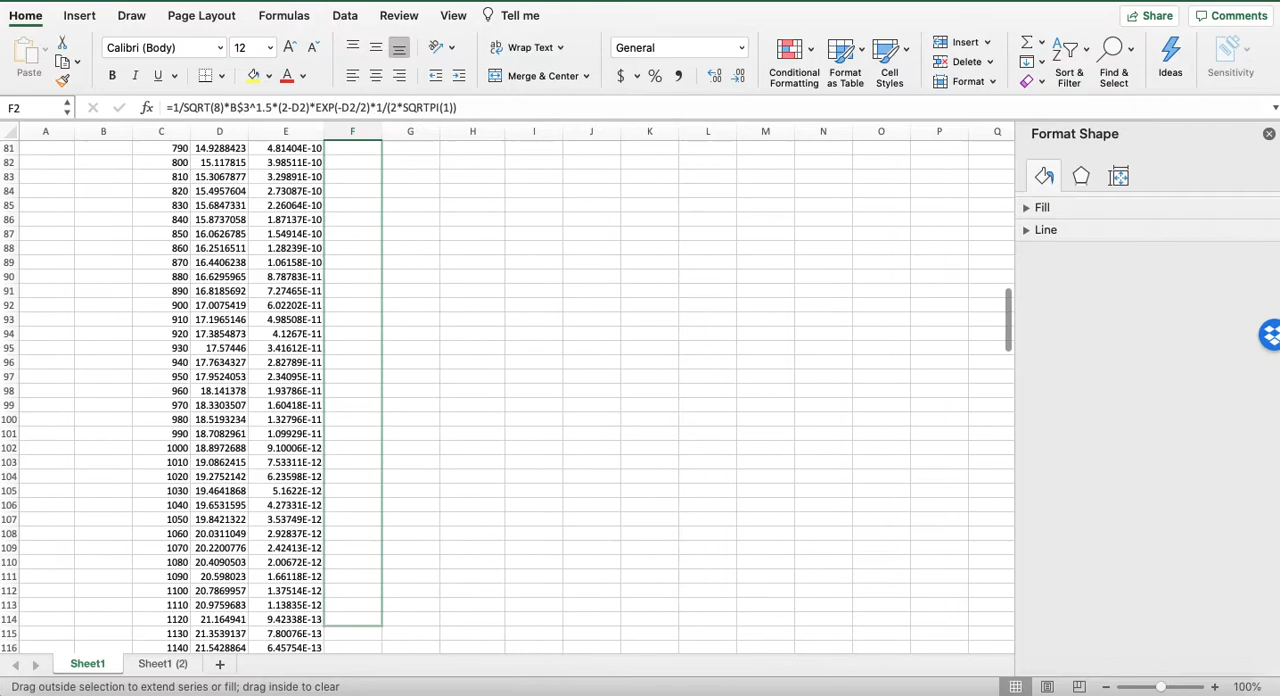 Home Insert Draw Page Layout Formulas Data Review View Tell me Share Comments
Paste Calibri (Body) 12 A A Wrap Text General Conditional Formatting Format as Table Cell Styles Insert Sort & Filter Find & Select Ideas Sensitivity
B I U A Merge & Center $ % Delete
Format
F2 fx =1/SQRT(8)*B$3^1.5*(2-D2)*EXP(-D2/2)*1/(2*SQRTPI(1))
A B C D E F G H I J K L M N O P Q Format Shape
81 790 14.9288423 4.81404E-10
82 800 15.117815 3.98511E-10
83 810 15.3067877 3.29891E-10
84 820 15.4957604 2.73087E-10
85 830 15.6847331 2.26064E-10 Fill
86 840 15.8737058 1.87137E-10 Line
87 850 16.0626785 1.54914E-10
88 860 16.2516511 1.28239E-10
89 870 16.4406238 1.06158E-10
90 880 16.6295965 8.78783E-11
91 890 16.8185692 7.27465E-11
92 900 17.0075419 6.02202E-11
93 910 17.1965146 4.98508E-11
94 920 17.3854873 4.1267E-11
95 930 17.57446 3.41612E-11
96 940 17.7634327 2.82789E-11
97 950 17.9524053 2.34095E-11
98 960 18.141378 1.93786E-11
99 970 18.3303507 1.60418E-11
100 980 18.5193234 1.32796E-11
101 990 18.7082961 1.09929E-11
102 1000 18.8972688 9.10006E-12
103 1010 19.0862415 7.53311E-12
104 1020 19.2752142 6.23598E-12
105 1030 19.4641868 5.1622E-12
106 1040 19.6531595 4.27331E-12
107 1050 19.8421322 3.53749E-12
108 1060 20.0311049 2.92837E-12
109 1070 20.2200776 2.42413E-12
110 1080 20.4090503 2.00672E-12
111 1090 20.598023 1.66118E-12
112 1100 20.7869957 1.37514E-12
113 1110 20.9759683 1.13835E-12
114 1120 21.164941 9.42338E-13
115 1130 21.3539137 7.80076E-13
116 1140 21.5428864 6.45754E-13
Sheet1 Sheet1 (2) +
Drag outside selection to extend series or fill; drag inside to clear 100%